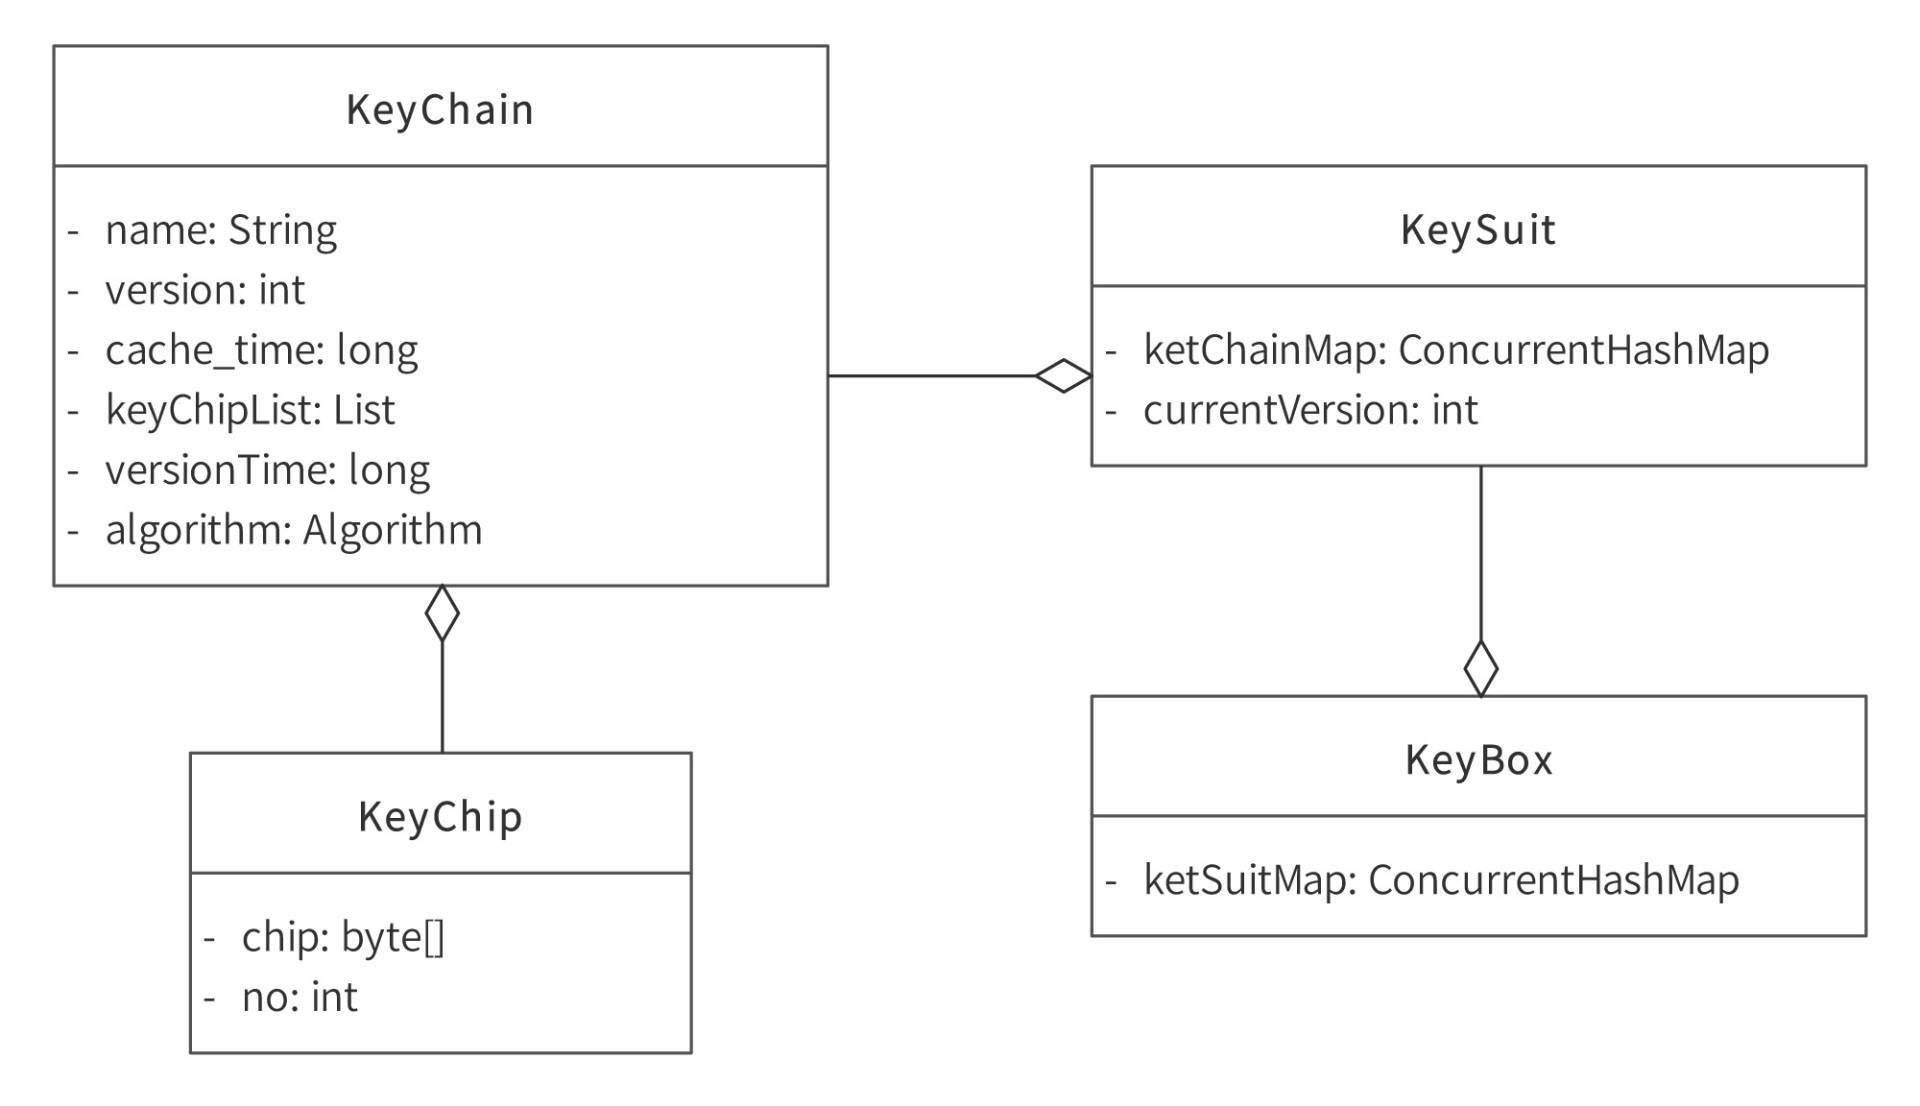 KeyChain
- name: String
- version: int
- cache_time: long
- keyChipList: List
- versionTime: long
- algorithm: Algorithm
KeySuit
- ketChainMap: ConcurrentHashMap
- currentVersion: int
KeyChip
- chip: byte[]
- no: int
KeyBox
- ketSuitMap: ConcurrentHashMap